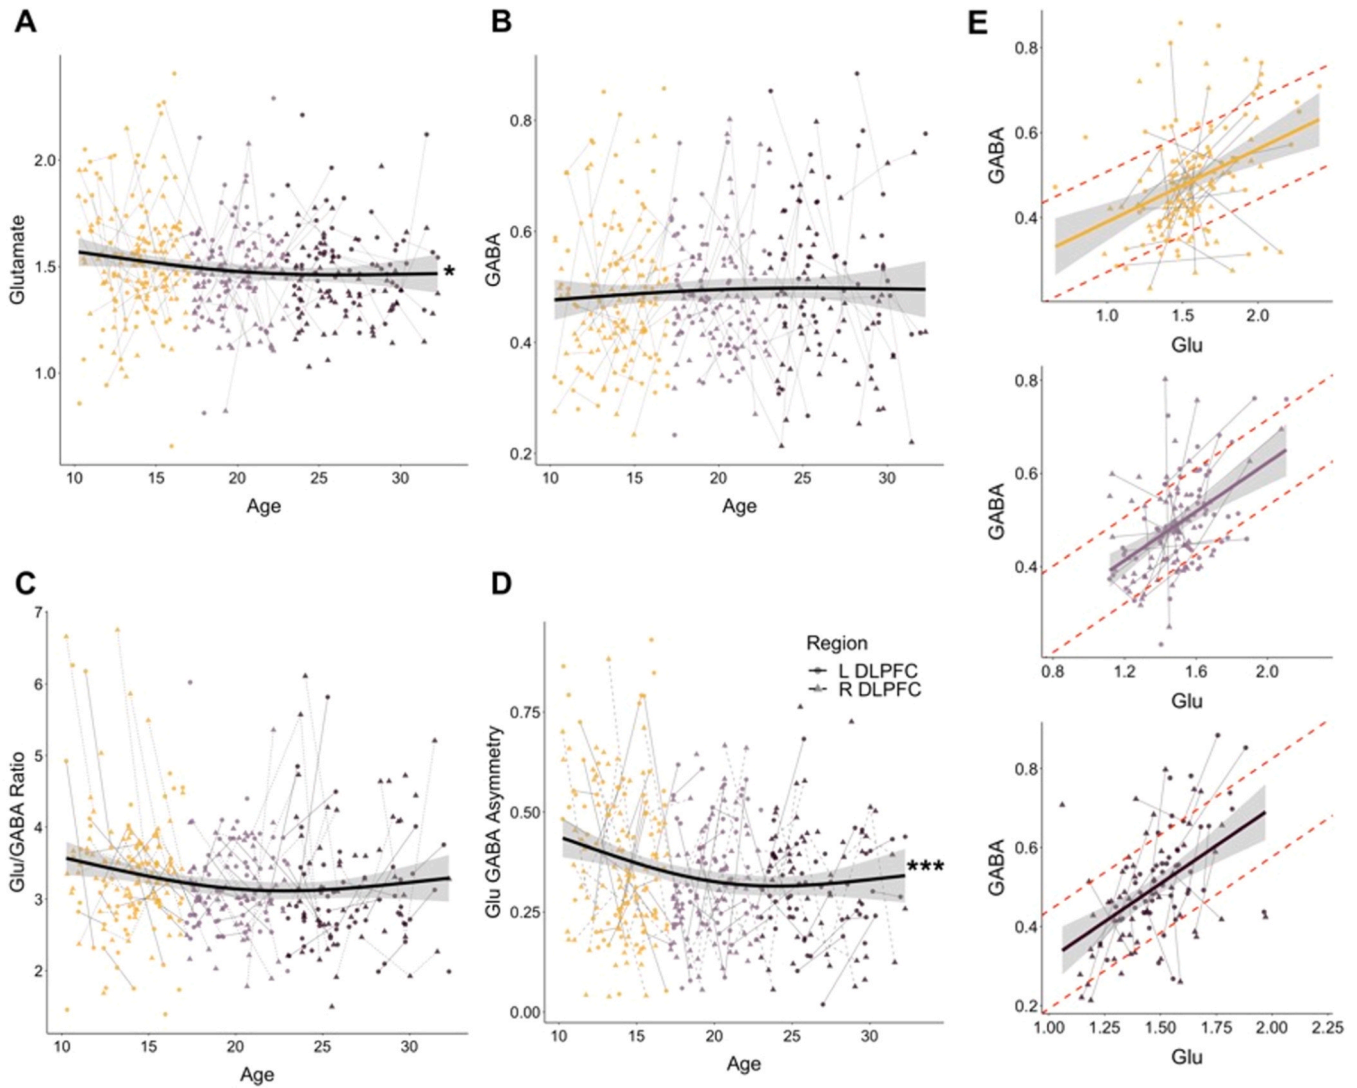 A
Glutamate
2.0
1.5
1.0
*
10 15 20 25 30
Age
B
GABA
0.8
0.6
0.4
0.2
10 15 20 25 30
Age
C
Glu/GABA Ratio
7
6
5
4
3
2
10 15 20 25 30
Age
D
Glu GABA Asymmetry
0.75
0.50
0.25
0.00
Region
L DLPFC
R DLPFC
***
10 15 20 25 30
Age
E
GABA
0.8
0.6
0.4
1.0 1.5 2.0
Glu
GABA
0.8
0.6
0.4
0.8 1.2 1.6 2.0
Glu
GABA
0.8
0.6
0.4
0.2
1.00 1.25 1.50 1.75 2.00 2.25
Glu